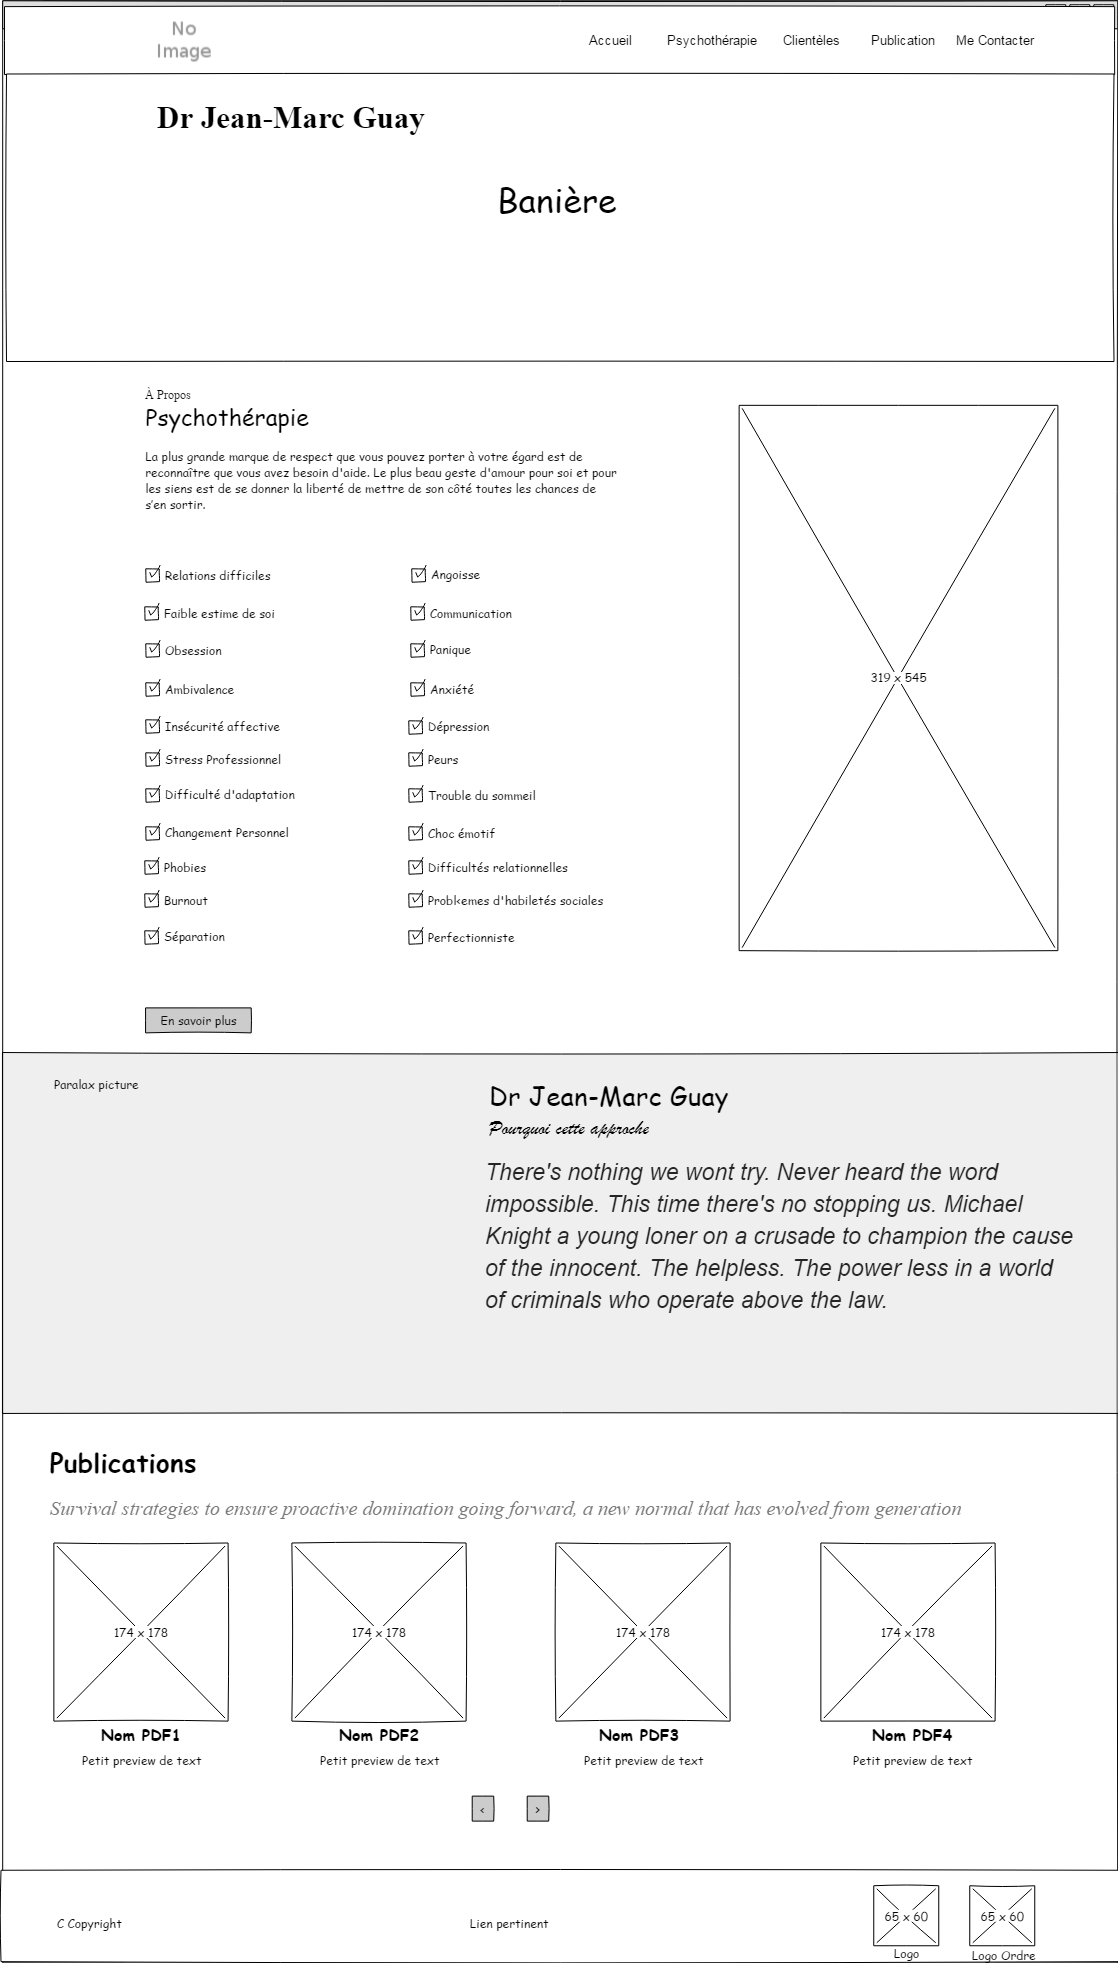 No
Image
Accueil Psychothérapie Clientèles Publication Me Contacter
Dr Jean-Marc Guay
Banière
À Propos
Psychothérapie
La plus grande marque de respect que vous pouvez porter à votre égard est de
reconnaître que vous avez besoin d'aide. Le plus beau geste d'amour pour soi et pour
les siens est de se donner la liberté de mettre de son côté toutes les chances de
s'en sortir.
Relations difficiles Angoisse
Faible estime de soi Communication
Obsession Panique
Ambivalence Anxiété
Insécurité affective Dépression
Stress Professionnel Peurs
Difficulté d'adaptation Trouble du sommeil
Changement Personnel Choc émotif
Phobies Difficultés relationnelles
Burnout Probl<emes d'habiletés sociales
Séparation Perfectionniste
319 x 545
En savoir plus
Paralax picture
Dr Jean-Marc Guay
Pourquoi cette approche
There's nothing we wont try. Never heard the word
impossible. This time there's no stopping us. Michael
Knight a young loner on a crusade to champion the cause
of the innocent. The helpless. The power less in a world
of criminals who operate above the law.
Publications
Survival strategies to ensure proactive domination going forward, a new normal that has evolved from generation
174 x 178 174 x 178 174 x 178 174 x 178
Nom PDF1 Nom PDF2 Nom PDF3 Nom PDF4
Petit preview de text Petit preview de text Petit preview de text Petit preview de text
< >
C Copyright Lien pertinent 65 x 60 65 x 60
Logo Logo Ordre